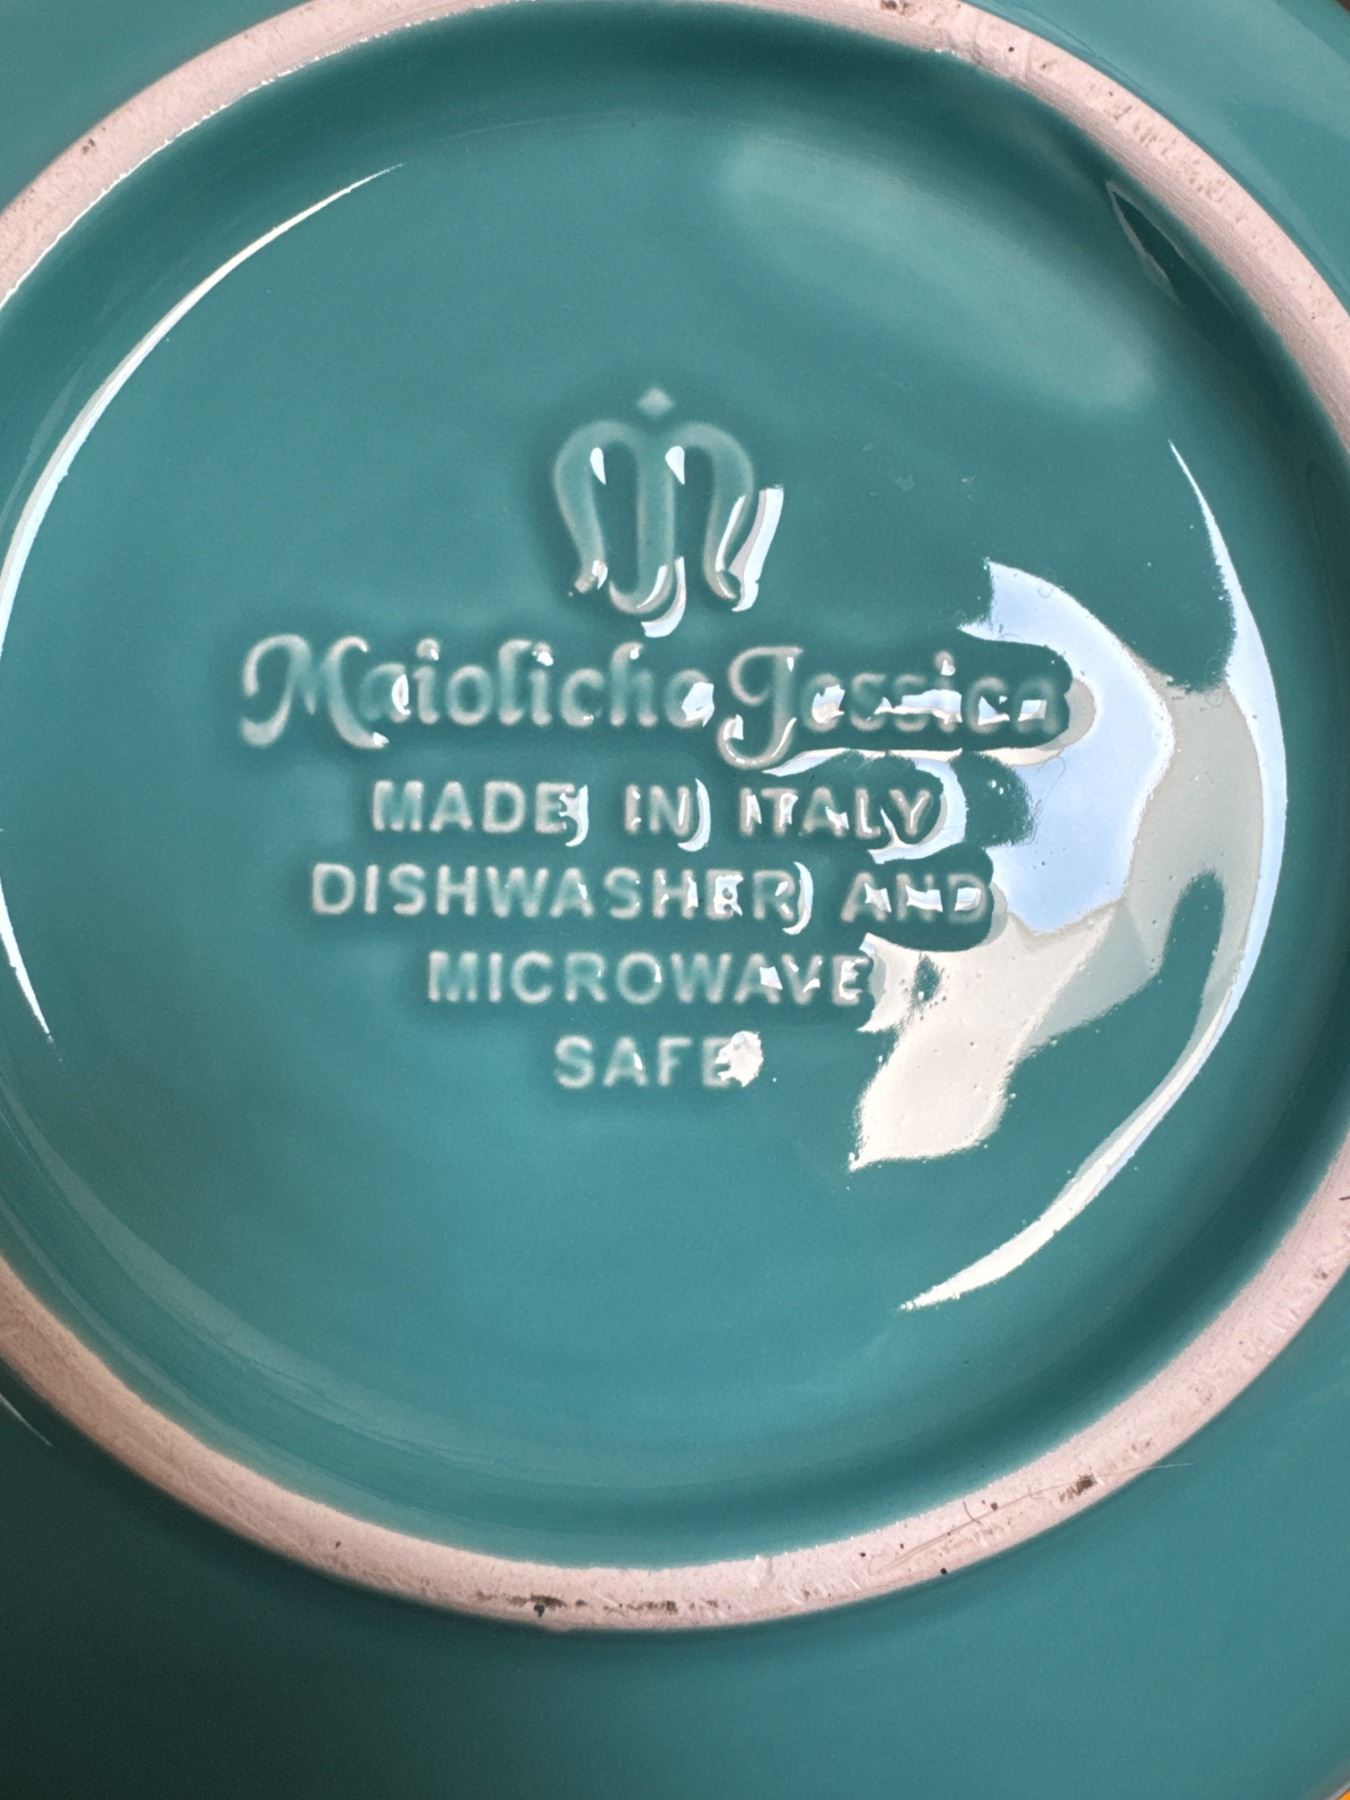 Maioliche Jessica
MADE IN ITALY
DISHWASHER AND
MICROWAVE
SAFE